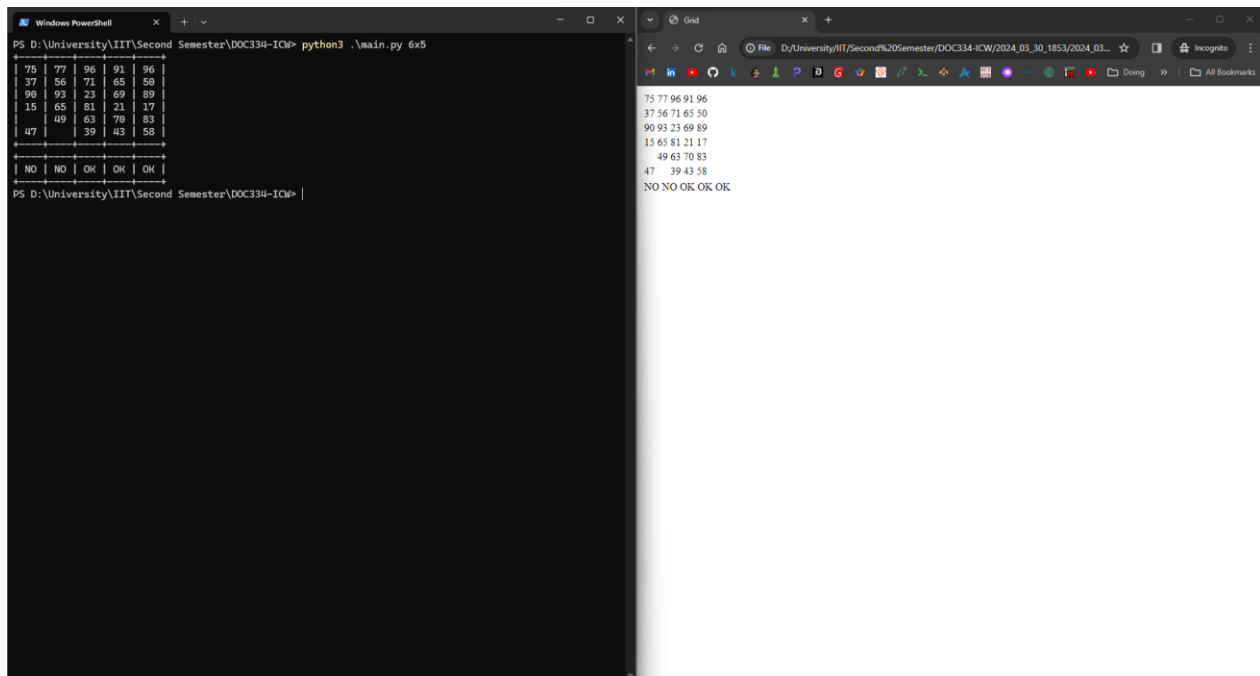 Windows PowerShell
PS D:\University\IIT\Second Semester\DOC334-ICW> python3 .\main.py 6x5
+----+----+----+----+----+
| 75 | 77 | 96 | 91 | 96 |
| 37 | 56 | 71 | 65 | 50 |
| 90 | 93 | 23 | 69 | 89 |
| 15 | 65 | 81 | 21 | 17 |
|    | 49 | 63 | 70 | 83 |
| 47 |    | 39 | 43 | 58 |
+----+----+----+----+----+
+----+----+----+----+----+
| NO | NO | OK | OK | OK |
+----+----+----+----+----+
PS D:\University\IIT\Second Semester\DOC334-ICW>
Grid
File D:/University/IIT/Second%20Semester/DOC334-ICW/2024_03_30_1853/2024_03... Incognito
Doing » All Bookmarks
75 77 96 91 96
37 56 71 65 50
90 93 23 69 89
15 65 81 21 17
49 63 70 83
47 39 43 58
NO NO OK OK OK